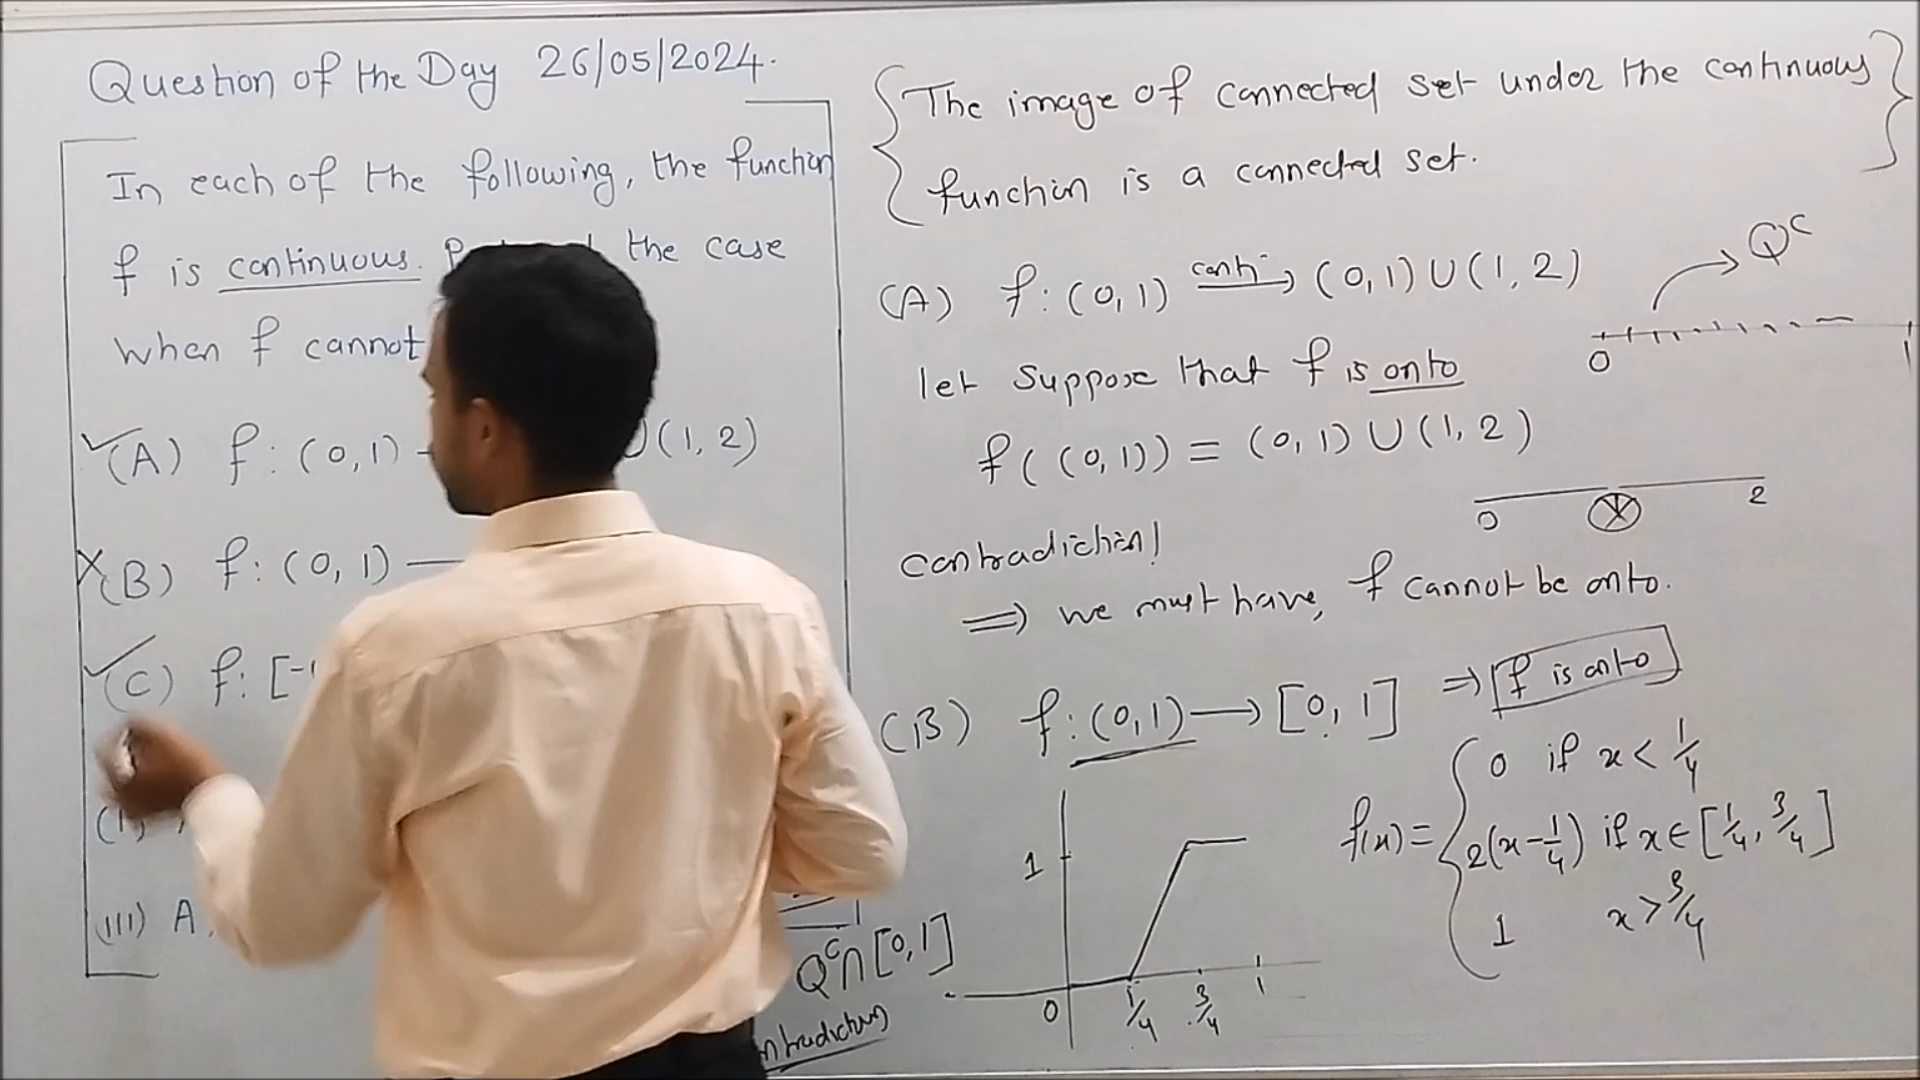 Question of the Day 26/05/2024.
In each of the following, the function
f is continuous. the case
when f cannot
(A) f: (0,1) ∪ (1, 2)
(B) f: (0, 1) —
(C) f: [-
(III) A
Q^c ∩ [0,1]
{ The image of connected set under the continuous }
function is a connected set.
(A) f: (0,1) conti → (0,1) ∪ (1, 2)
Q^c
0 1
let suppose that f is onto
f((0,1)) = (0,1) ∪ (1, 2)
0 2
contradiction!
⇒ we must have, f cannot be onto.
(B) f: (0,1) → [0, 1] ⇒ f is onto
f(x) = { 0 if x < 1/4
2(x-1/4) if x ∈ [1/4, 3/4]
1 x > 3/4
1
0 1/4 3/4 1